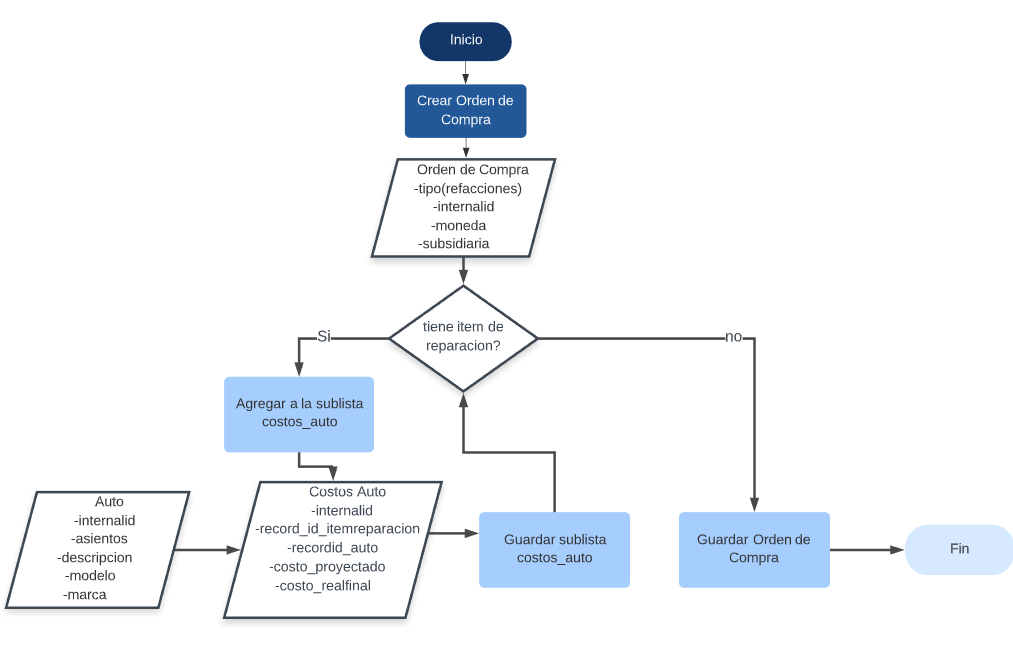 Inicio
Crear Orden de
Compra
Orden de Compra
-tipo(refacciones)
-internalid
-moneda
-subsidiaria
tiene item de
reparacion?
Si
no
Agregar a la sublista
costos_auto
Auto
-internalid
-asientos
-descripcion
-modelo
-marca
Costos Auto
-internalid
-record_id_itemreparacion
-recordid_auto
-costo_proyectado
-costo_realfinal
Guardar sublista
costos_auto
Guardar Orden de
Compra
Fin